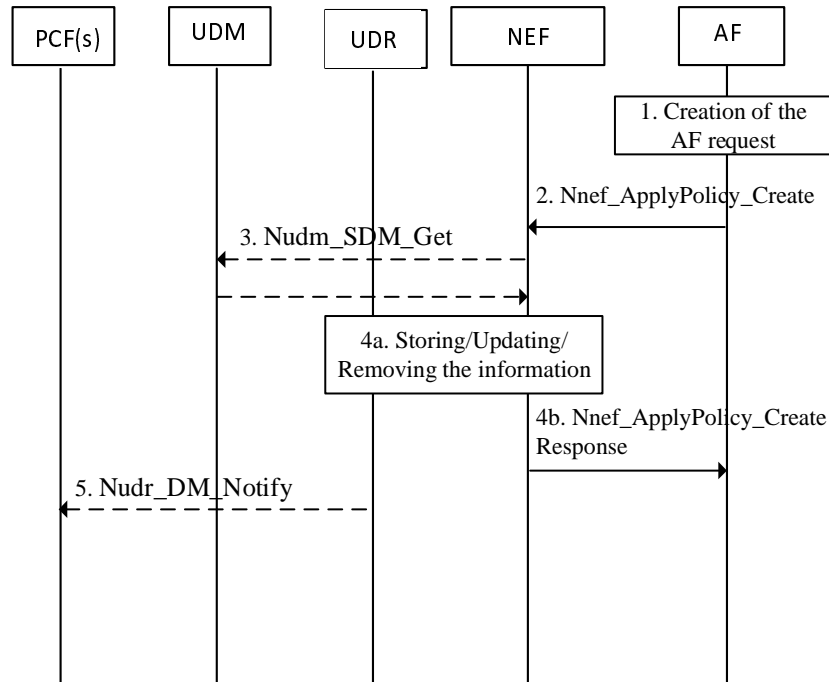 PCF(s)
UDM
UDR
NEF
AF
1. Creation of the
AF request
2. Nnef_ApplyPolicy_Create
3. Nudm_SDM_Get
4a. Storing/Updating/
Removing the information
4b. Nnef_ApplyPolicy_Create
Response
5. Nudr_DM_Notify